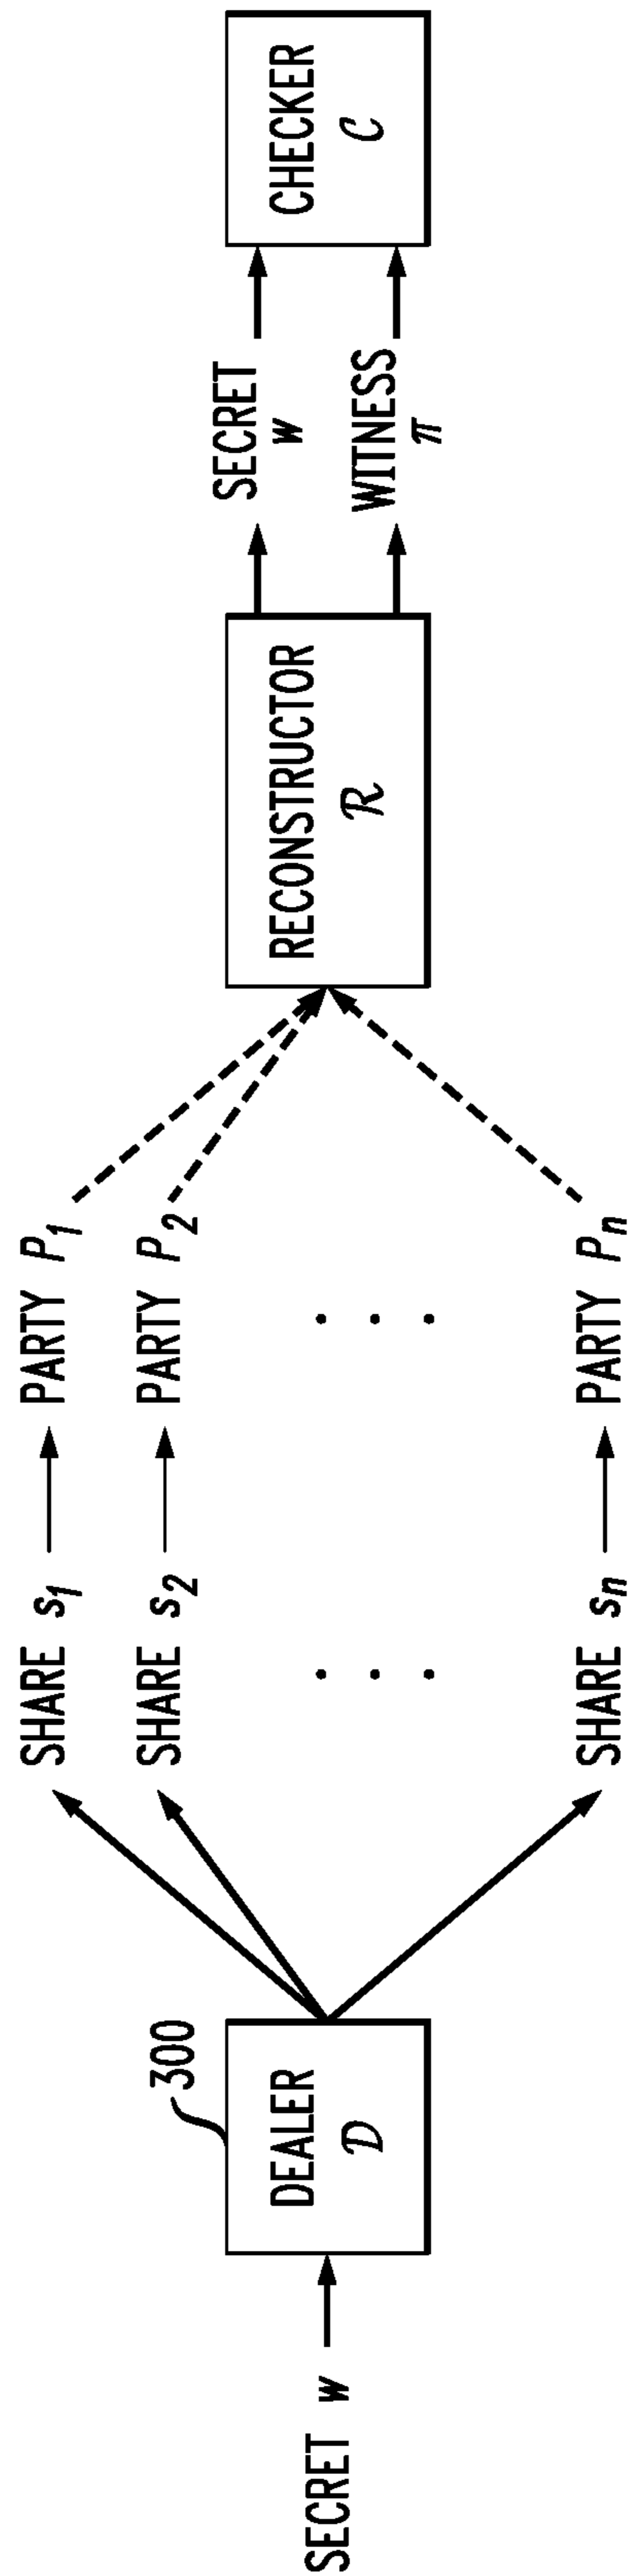 SECRET w
300
DEALER
𝒟
SHARE s1
PARTY P1
SHARE s2
PARTY P2
. . .
. . .
SHARE sn
PARTY Pn
RECONSTRUCTOR
ℛ
SECRET
w
WITNESS
π
CHECKER
𝒞